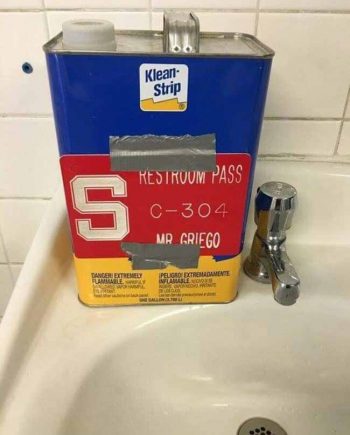 Klean-
Strip
S
RESTROOM PASS
C-304
MR. GRIEGO
DANGER! EXTREMELY
FLAMMABLE.
¡PELIGRO! EXTREMADAMENTE
INFLAMABLE.
ONE GALLON